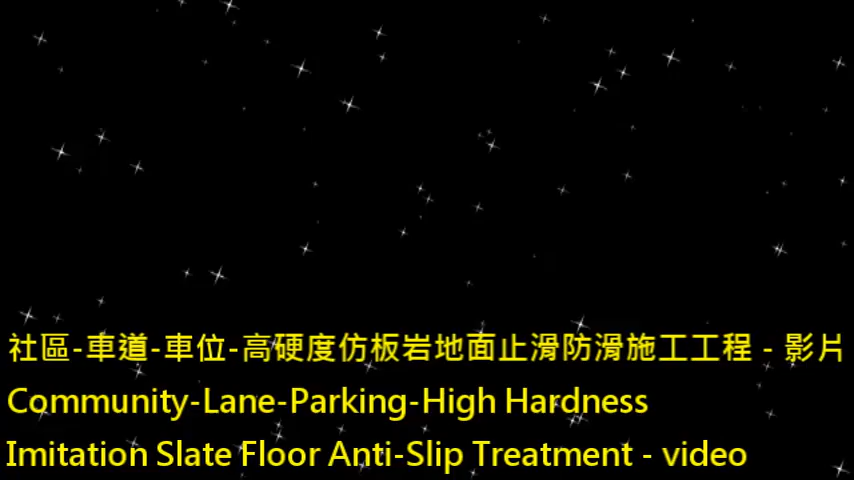 社區-車道-車位-高硬度仿板岩地面止滑防滑施工工程 - 影片
Community-Lane-Parking-High Hardness
Imitation Slate Floor Anti-Slip Treatment - video